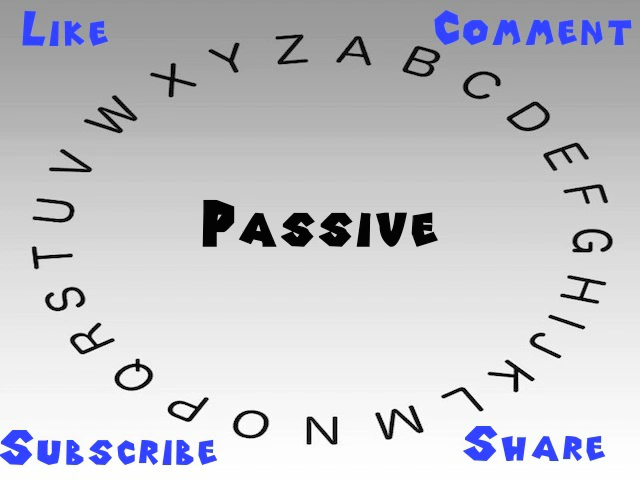 Like
Comment
A B C D E F G H I J K L M N O P Q R S T U V W X Y Z
Passive
Subscribe
Share